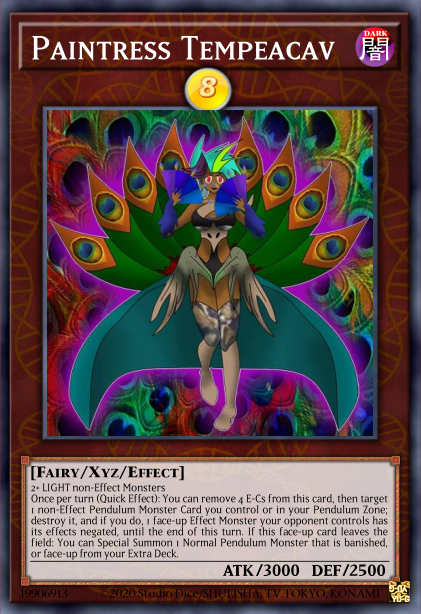 PAINTRESS TEMPEACAV
DARK
闇
8
[FAIRY/XYZ/EFFECT]
2+ LIGHT non-Effect Monsters
Once per turn (Quick Effect): You can remove 4 E-Cs from this card, then target
1 non-Effect Pendulum Monster Card you control or in your Pendulum Zone;
destroy it, and if you do, 1 face-up Effect Monster your opponent controls has
its effects negated, until the end of this turn. If this face-up card leaves the
field: You can Special Summon 1 Normal Pendulum Monster that is banished,
or face-up from your Extra Deck.
ATK/3000 DEF/2500
19906913 ©2020 Studio Dice/SHUEISHA, TV TOKYO, KONAMI